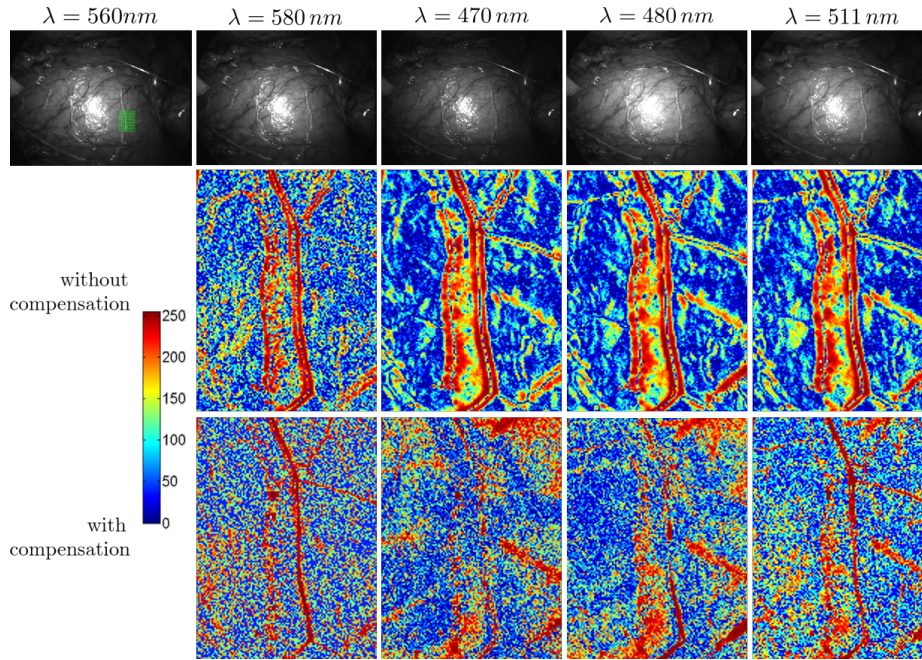 λ = 560nm
λ = 580 nm
λ = 470 nm
λ = 480 nm
λ = 511 nm
without
compensation
250
200
150
100
50
0
with
compensation